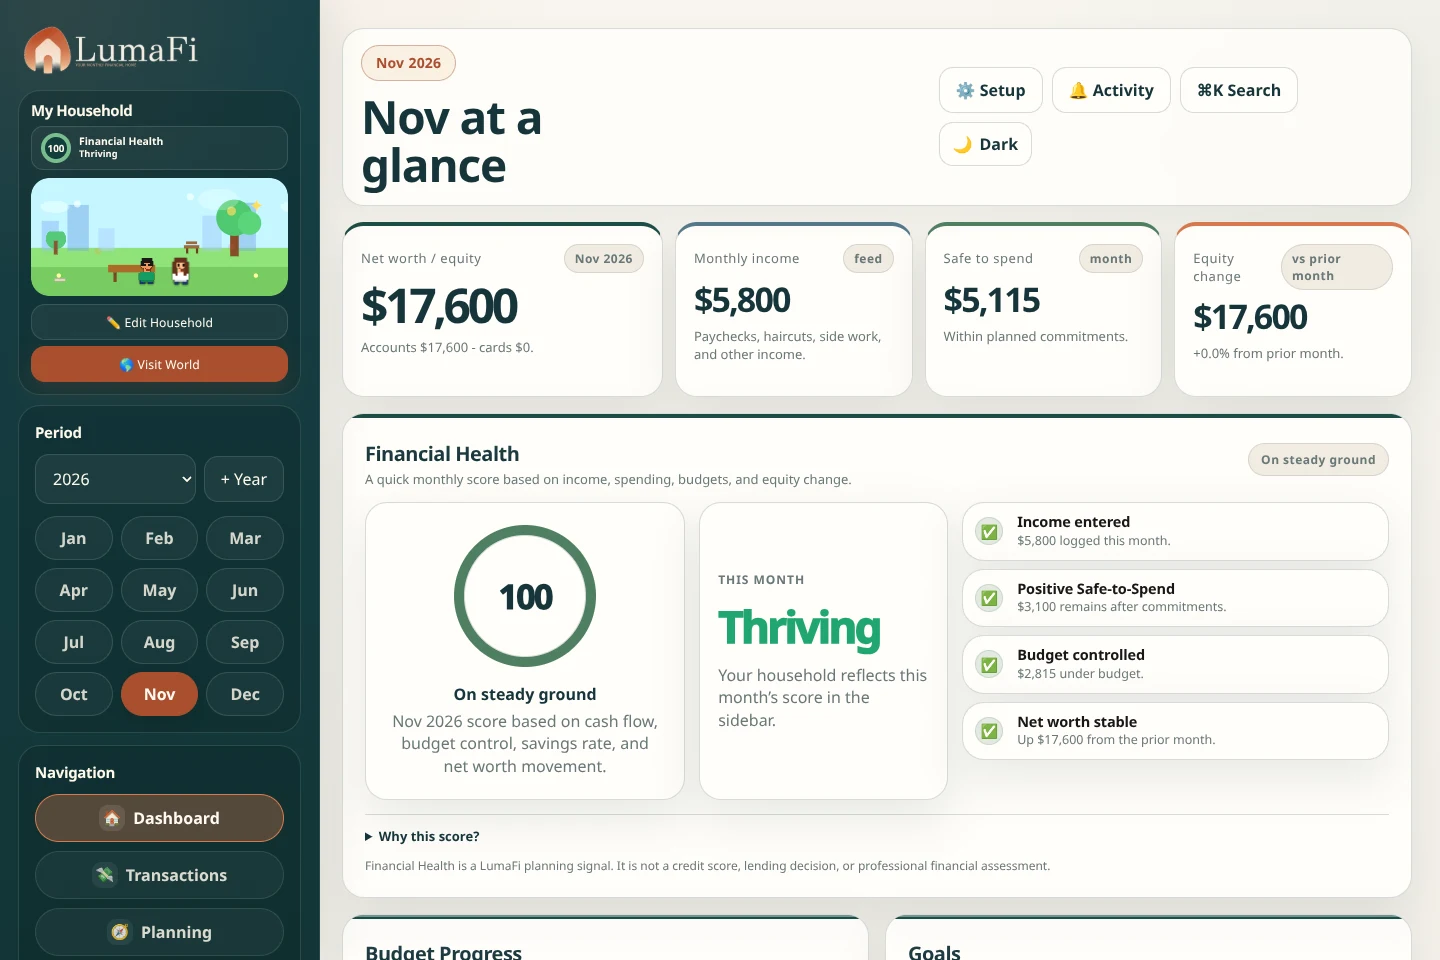 LumaFi
My Household
100
Financial Health
Thriving
✏️ Edit Household
🌎 Visit World
Period
2026
+ Year
Jan
Feb
Mar
Apr
May
Jun
Jul
Aug
Sep
Oct
Nov
Dec
Navigation
🏠 Dashboard
💸 Transactions
🧭 Planning
Nov 2026
Nov at a
glance
⚙️ Setup
🔔 Activity
⌘K Search
🌙 Dark
Net worth / equity
Nov 2026
$17,600
Accounts $17,600 - cards $0.
Monthly income
feed
$5,800
Paychecks, haircuts, side work,
and other income.
Safe to spend
month
$5,115
Within planned commitments.
Equity
change
vs prior
month
$17,600
+0.0% from prior month.
Financial Health
A quick monthly score based on income, spending, budgets, and equity change.
On steady ground
100
On steady ground
Nov 2026 score based on cash flow,
budget control, savings rate, and
net worth movement.
THIS MONTH
Thriving
Your household reflects this
month’s score in the
sidebar.
✅ Income entered
$5,800 logged this month.
✅ Positive Safe-to-Spend
$3,100 remains after commitments.
✅ Budget controlled
$2,815 under budget.
✅ Net worth stable
Up $17,600 from the prior month.
▶ Why this score?
Financial Health is a LumaFi planning signal. It is not a credit score, lending decision, or professional financial assessment.
Budget Progress
Goals